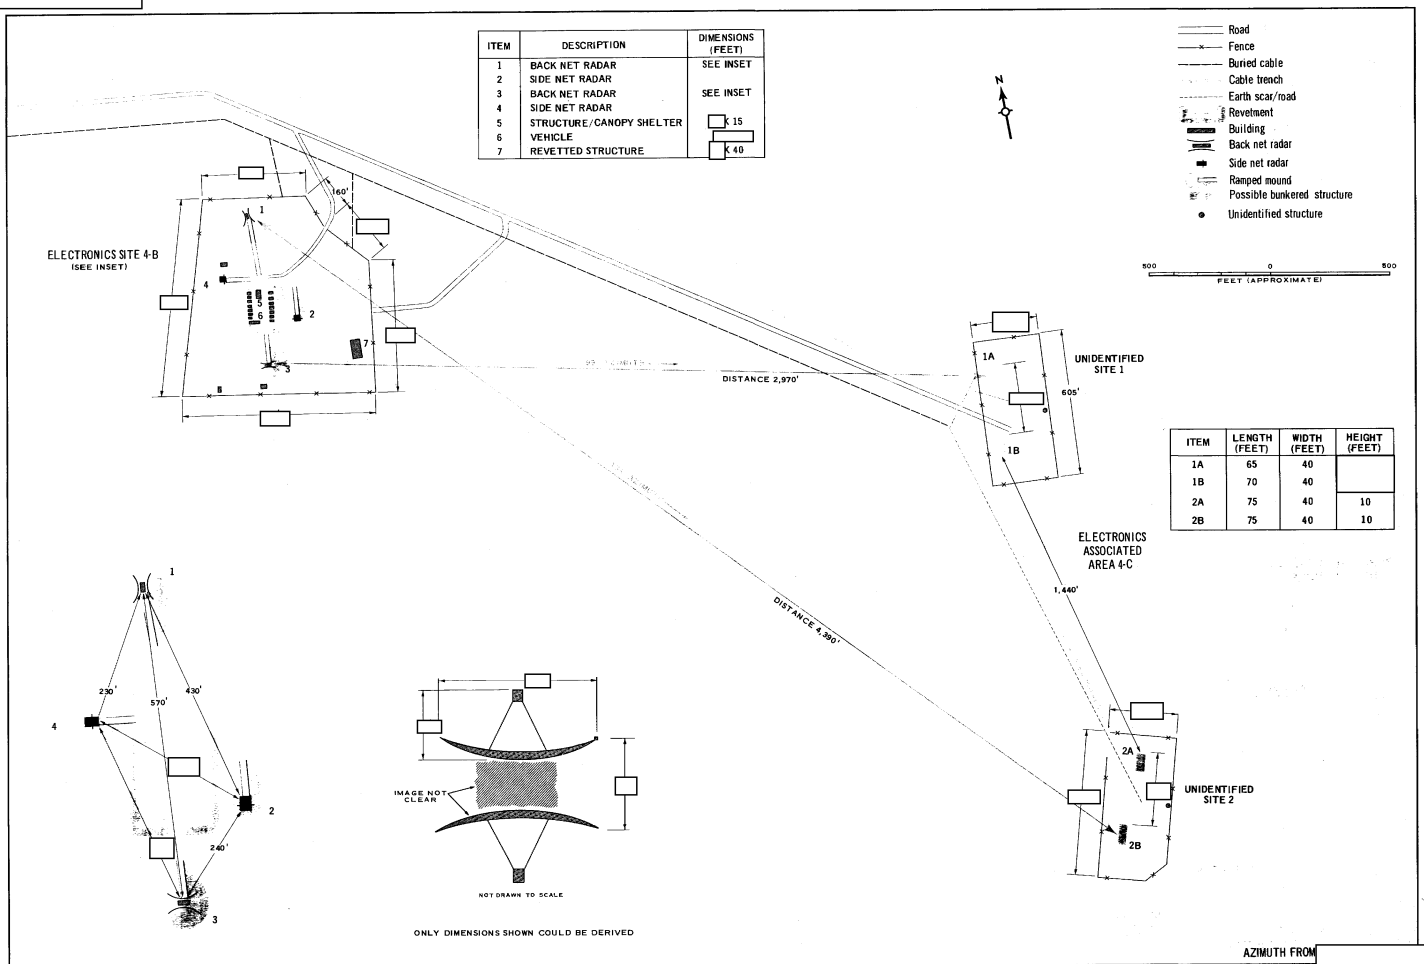 ITEM DESCRIPTION DIMENSIONS (FEET)
1 BACK NET RADAR SEE INSET
2 SIDE NET RADAR
3 BACK NET RADAR SEE INSET
4 SIDE NET RADAR
5 STRUCTURE/CANOPY SHELTER X 15
6 VEHICLE
7 REVETTED STRUCTURE X 40
N
Road
Fence
Buried cable
Cable trench
Earth scar/road
Revetment
Building
Back net radar
Side net radar
Ramped mound
Possible bunkered structure
Unidentified structure
500 0 500
FEET (APPROXIMATE)
ELECTRONICS SITE 4-B
(SEE INSET)
160'
1
4
5
6
2
7
3
DISTANCE 2,970'
1A
605'
1B
UNIDENTIFIED
SITE 1
ITEM LENGTH (FEET) WIDTH (FEET) HEIGHT (FEET)
1A 65 40
1B 70 40
2A 75 40 10
2B 75 40 10
ELECTRONICS
ASSOCIATED
AREA 4-C
1,440'
DISTANCE 4,390'
2A
2B
UNIDENTIFIED
SITE 2
1
230'
570'
430'
4
2
240'
3
IMAGE NOT
CLEAR
NOT DRAWN TO SCALE
ONLY DIMENSIONS SHOWN COULD BE DERIVED
AZIMUTH FROM